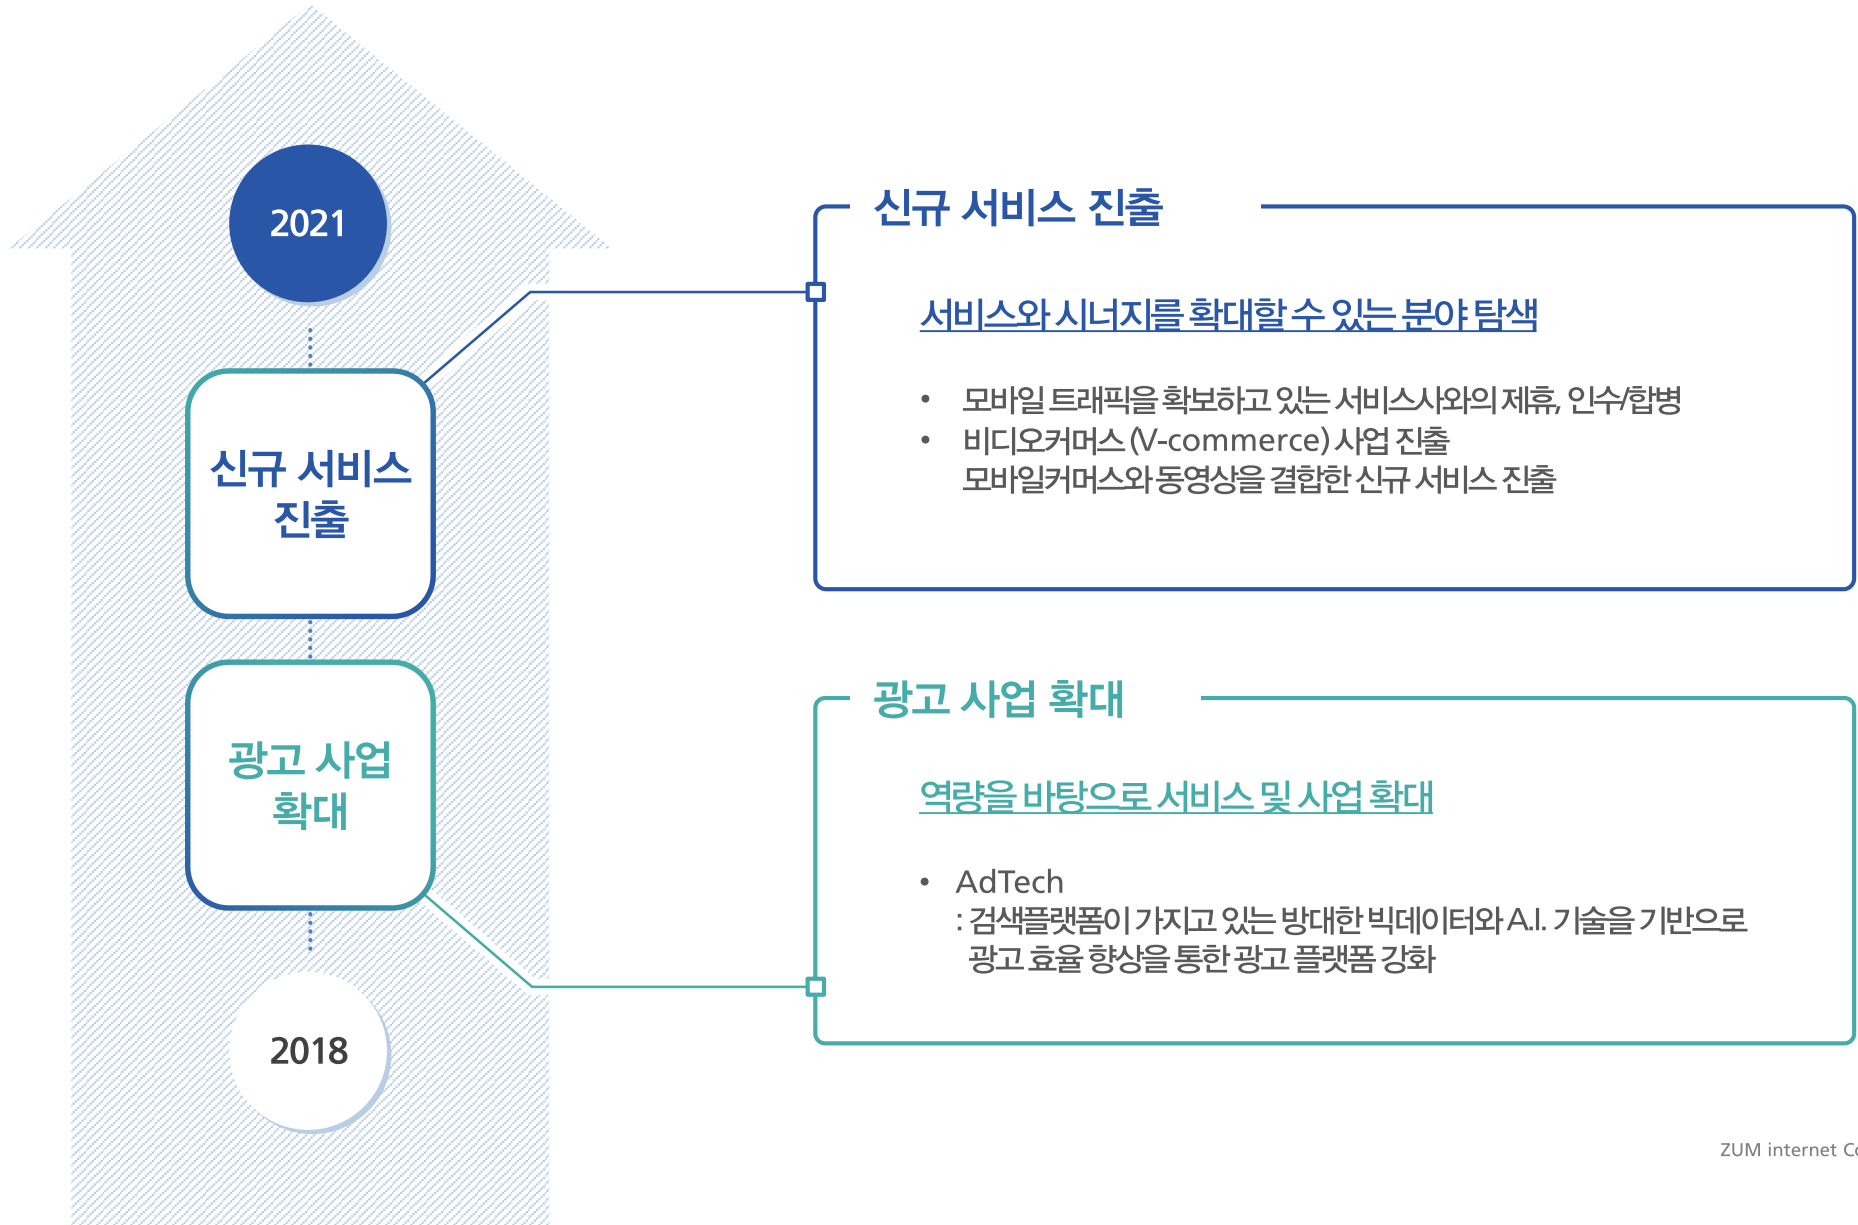 2021
신규 서비스
진출
광고 사업
확대
2018
신규 서비스 진출
서비스와 시너지를 확대할 수 있는 분야 탐색
• 모바일 트래픽을 확보하고 있는 서비스사와의 제휴, 인수/합병
• 비디오커머스 (V-commerce) 사업 진출
모바일커머스와 동영상을 결합한 신규 서비스 진출
광고 사업 확대
역량을 바탕으로 서비스 및 사업 확대
• AdTech
: 검색플랫폼이 가지고 있는 방대한 빅데이터와 A.I. 기술을 기반으로
광고 효율 향상을 통한 광고 플랫폼 강화
ZUM internet